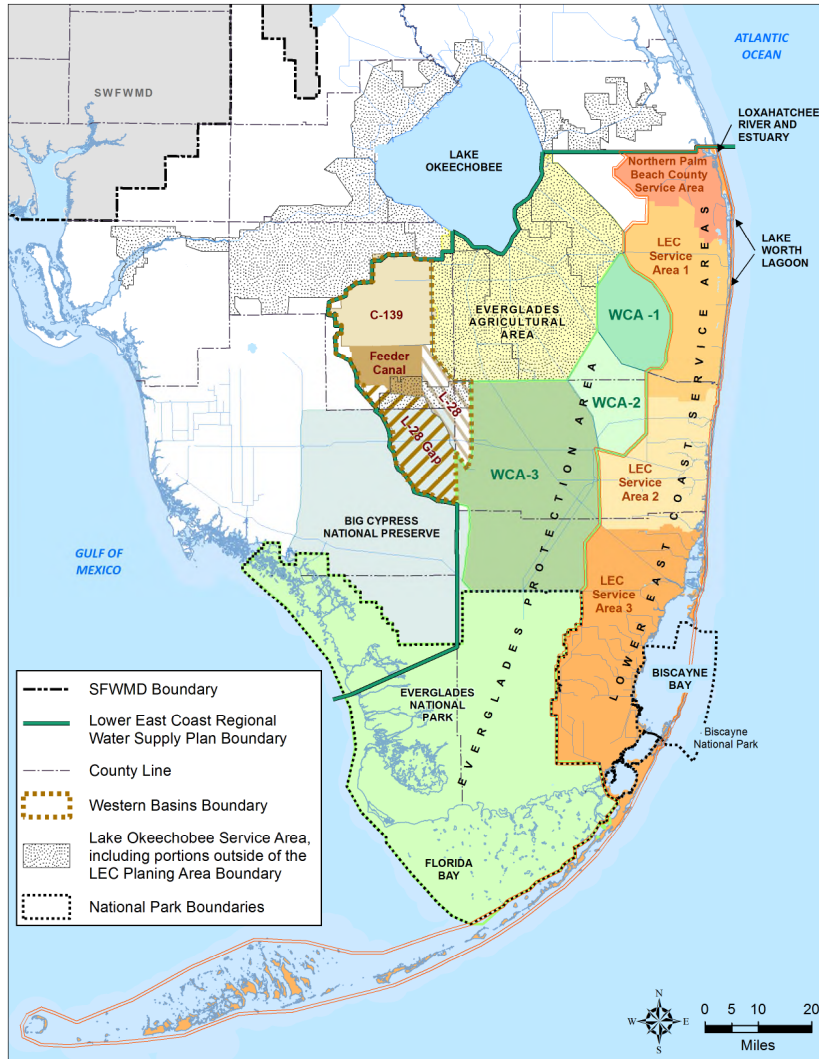 ATLANTIC
OCEAN
SWFWMD
LOXAHATCHEE
RIVER AND
ESTUARY
LAKE
OKEECHOBEE
Northern Palm
Beach County
Service Area
LAKE
WORTH
LAGOON
LEC
Service
Area 1
C-139
EVERGLADES
AGRICULTURAL
AREA
WCA -1
Feeder
Canal
L-28
WCA-2
L-28 Gap
WCA-3
LEC
Service
Area 2
BIG CYPRESS
NATIONAL PRESERVE
GULF OF
MEXICO
LEC
Service
Area 3
EVERGLADES PROTECTION AREA
LOWER EAST COAST SERVICE AREAS
BISCAYNE
BAY
EVERGLADES
NATIONAL
PARK
Biscayne
National Park
FLORIDA
BAY
SFWMD Boundary
Lower East Coast Regional
Water Supply Plan Boundary
County Line
Western Basins Boundary
Lake Okeechobee Service Area,
including portions outside of the
LEC Planing Area Boundary
National Park Boundaries
N
W
E
S
0 5 10 20
Miles